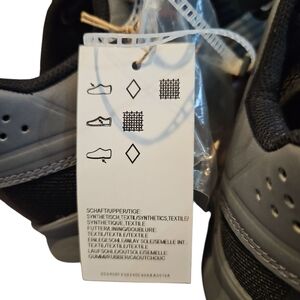 SCHAFT/UPPER/TIGE:
SYNTHETISCH,TEXTIL/SYNTHETICS,TEXTILE/
SYNTHETIQUE,TEXTILE
FUTTER/LINING/DOUBLURE
TEXTIL/TEXTILE/TEXTILE
EINLEGESOHLE/INLAY SOLE/SEMELLE INT.
TEXTIL/TEXTILE/TEXTILE
LAUFSOHLE/OUTSOLE/SEMELLE EXT
GUMMI/RUBBER/CAOUTCHOUC